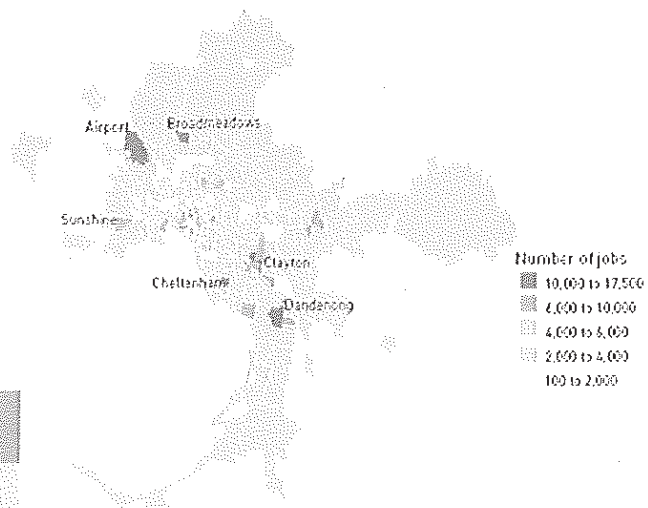 Airport
Broadmeadows
Sunshine
Clayton
Cheltenham
Dandenong
Number of jobs
10,000 to 17,500
6,000 to 10,000
4,000 to 6,000
2,000 to 4,000
100 to 2,000